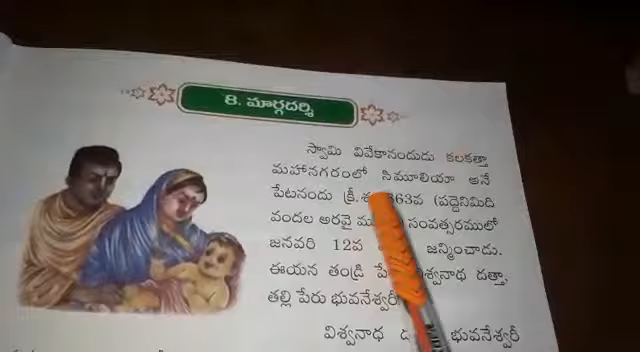 8. మార్గదర్శి
స్వామి వివేకానందుడు కలకత్తా
మహానగరంలో సిమూలియా అనే
పేటనందు క్రీ.శ. 863వ (పద్దెనిమిది
వందల అరవై సంవత్సరములో
జనవరి 12వ జన్మించాడు.
ఈయన తండ్రి విశ్వనాథ దత్తా,
తల్లి పేరు భువనేశ్వరీ
విశ్వనాథ భువనేశ్వరీ